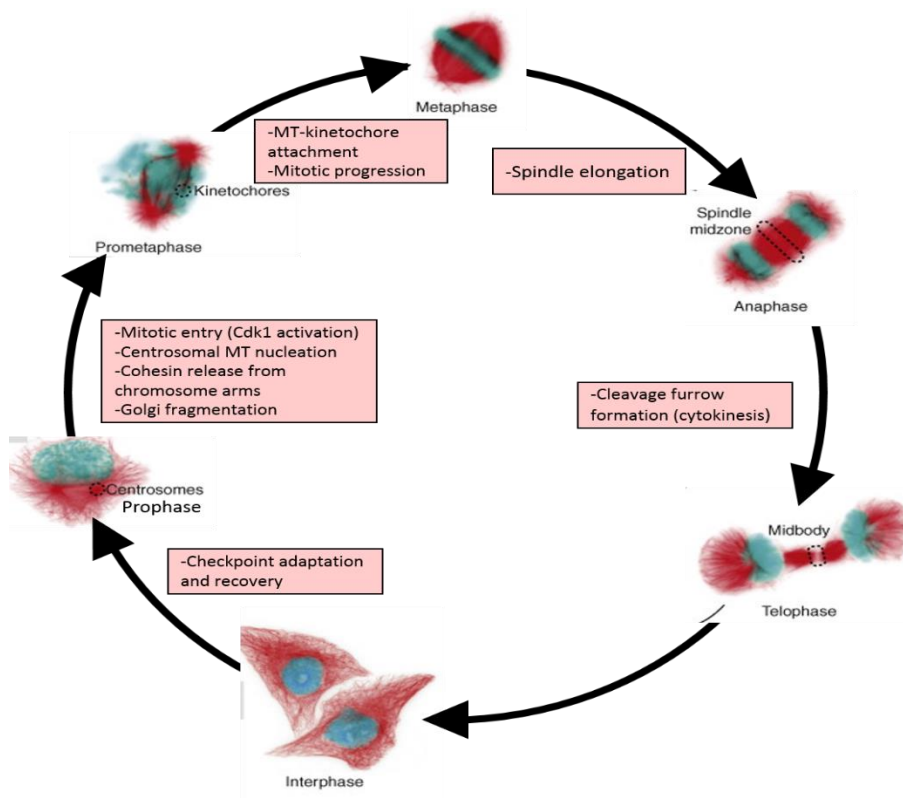 Metaphase
-MT-kinetochore
attachment
-Mitotic progression
-Spindle elongation
Kinetochores
Prometaphase
Spindle
midzone
Anaphase
-Mitotic entry (Cdk1 activation)
-Centrosomal MT nucleation
-Cohesin release from
chromosome arms
-Golgi fragmentation
-Cleavage furrow
formation (cytokinesis)
Centrosomes
Prophase
Midbody
Telophase
-Checkpoint adaptation
and recovery
Interphase